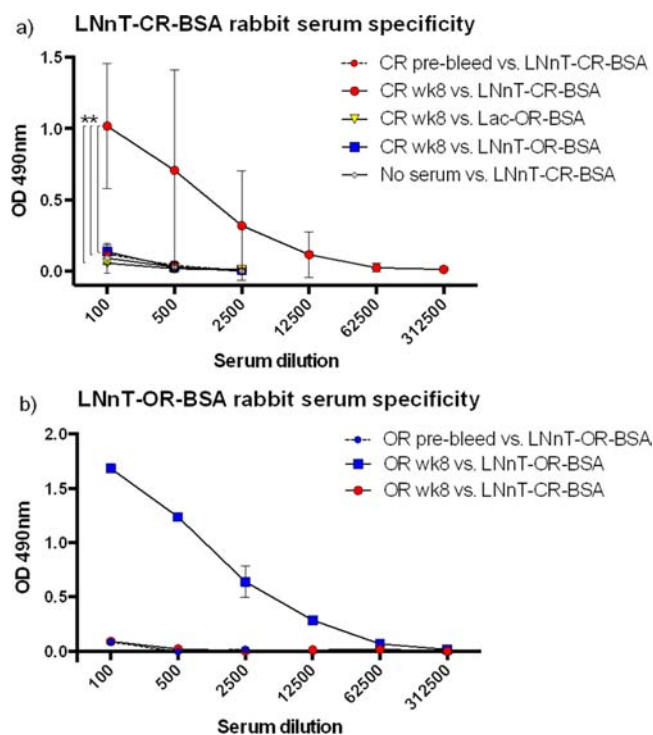 a) LNnT-CR-BSA rabbit serum specificity
CR pre-bleed vs. LNnT-CR-BSA
CR wk8 vs. LNnT-CR-BSA
CR wk8 vs. Lac-OR-BSA
CR wk8 vs. LNnT-OR-BSA
No serum vs. LNnT-CR-BSA
**
OD 490nm
1.5
1.0
0.5
0.0
100 500 2500 12500 62500 312500
Serum dilution
b) LNnT-OR-BSA rabbit serum specificity
OR pre-bleed vs. LNnT-OR-BSA
OR wk8 vs. LNnT-OR-BSA
OR wk8 vs. LNnT-CR-BSA
OD 490nm
2.0
1.5
1.0
0.5
0.0
100 500 2500 12500 62500 312500
Serum dilution